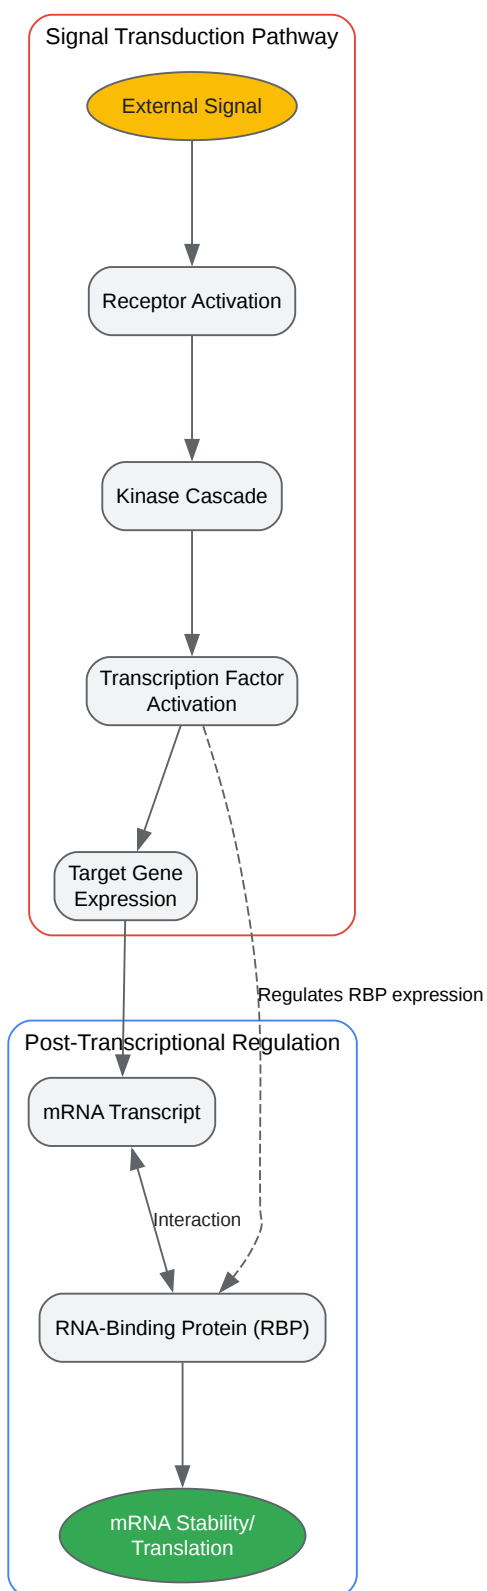 Signal Transduction Pathway
External Signal
Receptor Activation
Kinase Cascade
Transcription Factor
Activation
Target Gene
Expression
Regulates RBP expression
Post-Transcriptional Regulation
mRNA Transcript
Interaction
RNA-Binding Protein (RBP)
mRNA Stability/
Translation